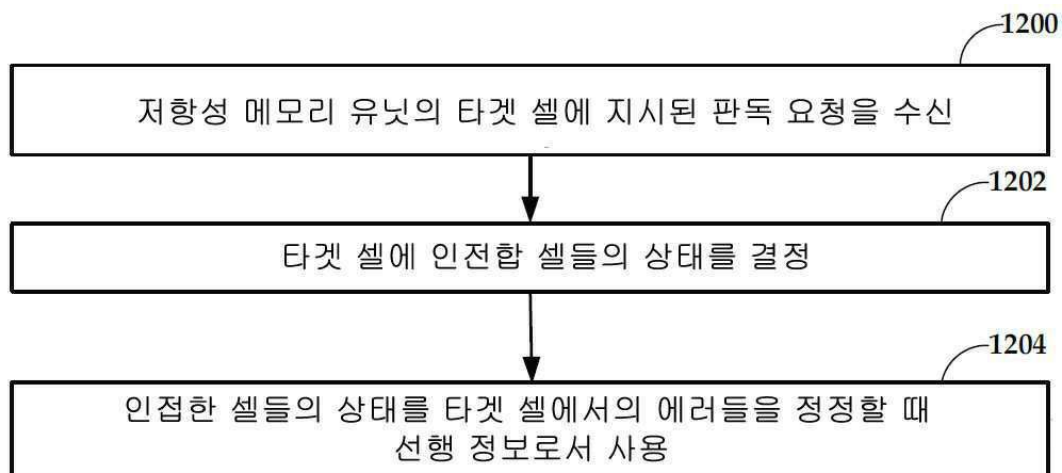 1200
저항성 메모리 유닛의 타겟 셀에 지시된 판독 요청을 수신
1202
타겟 셀에 인전합 셀들의 상태를 결정
1204
인접한 셀들의 상태를 타겟 셀에서의 에러들을 정정할 때
선행 정보로서 사용